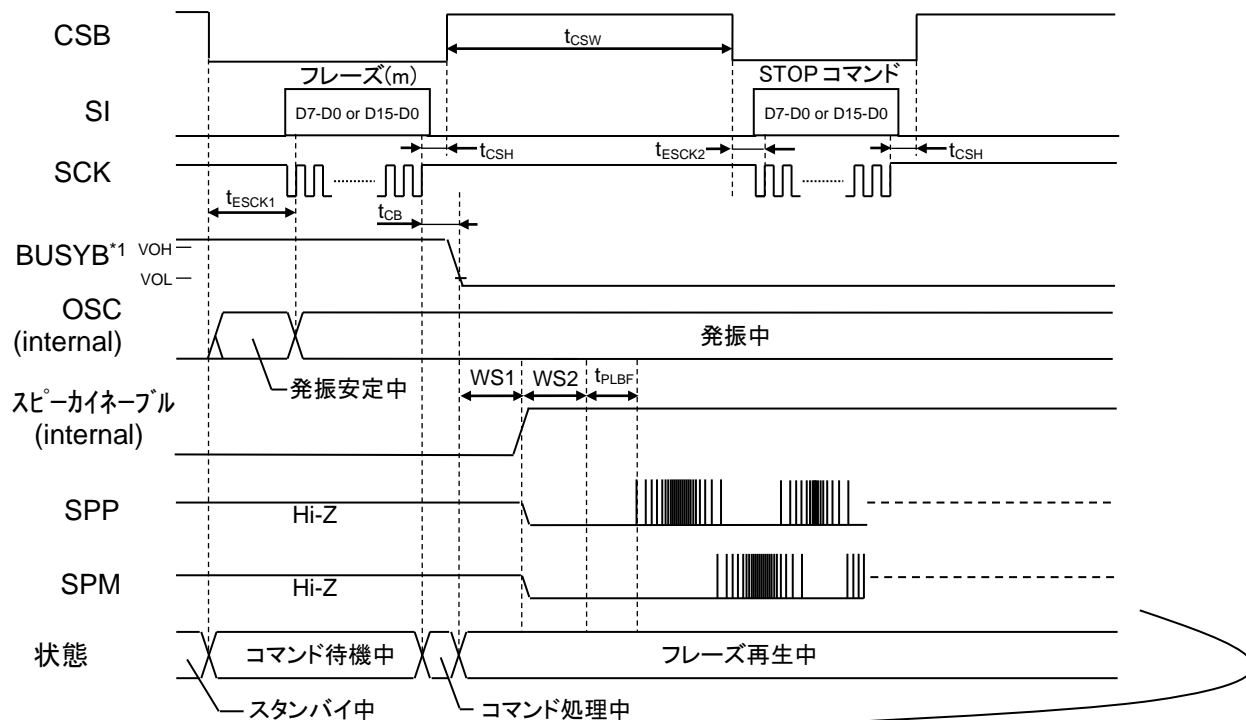 CSB
tCSW
フレーズ(m)
STOPコマンド
SI
D7-D0 or D15-D0
D7-D0 or D15-D0
tCSH
tESCK2
tCSH
SCK
tESCK1
tCB
BUSYB*1
VOH
VOL
OSC
(internal)
発振中
発振安定中
WS1
WS2
tPLBF
スピーカイネーブル
(internal)
SPP
Hi-Z
SPM
Hi-Z
状態
コマンド待機中
フレーズ再生中
スタンバイ中
コマンド処理中